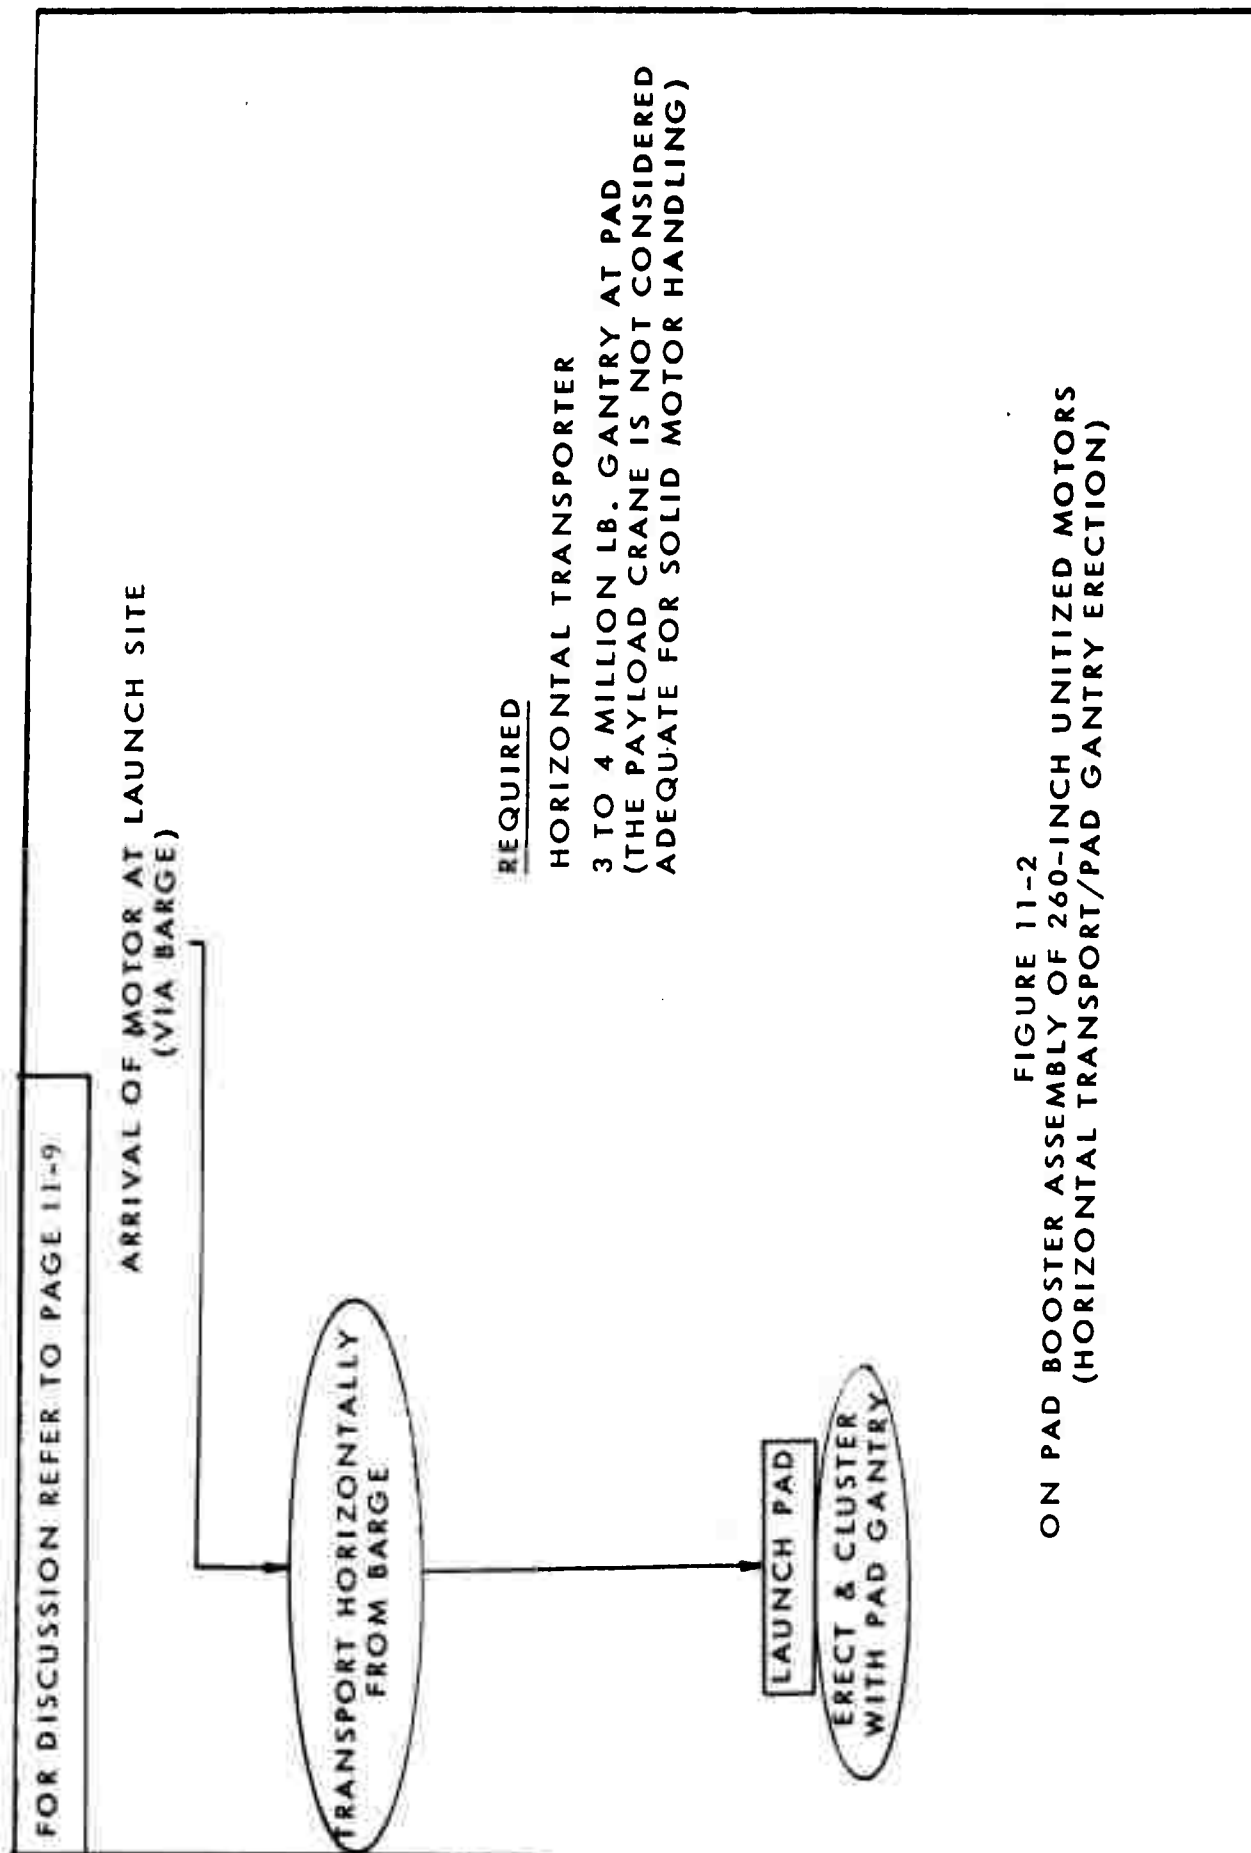 FOR DISCUSSION REFER TO PAGE 11-9
ARRIVAL OF MOTOR AT LAUNCH SITE
(VIA BARGE)
TRANSPORT HORIZONTALLY
FROM BARGE
LAUNCH PAD
ERECT & CLUSTER
WITH PAD GANTRY
REQUIRED
HORIZONTAL TRANSPORTER
3 TO 4 MILLION LB. GANTRY AT PAD
(THE PAYLOAD CRANE IS NOT CONSIDERED
ADEQUATE FOR SOLID MOTOR HANDLING)
FIGURE 11-2
ON PAD BOOSTER ASSEMBLY OF 260-INCH UNITIZED MOTORS
(HORIZONTAL TRANSPORT/PAD GANTRY ERECTION)